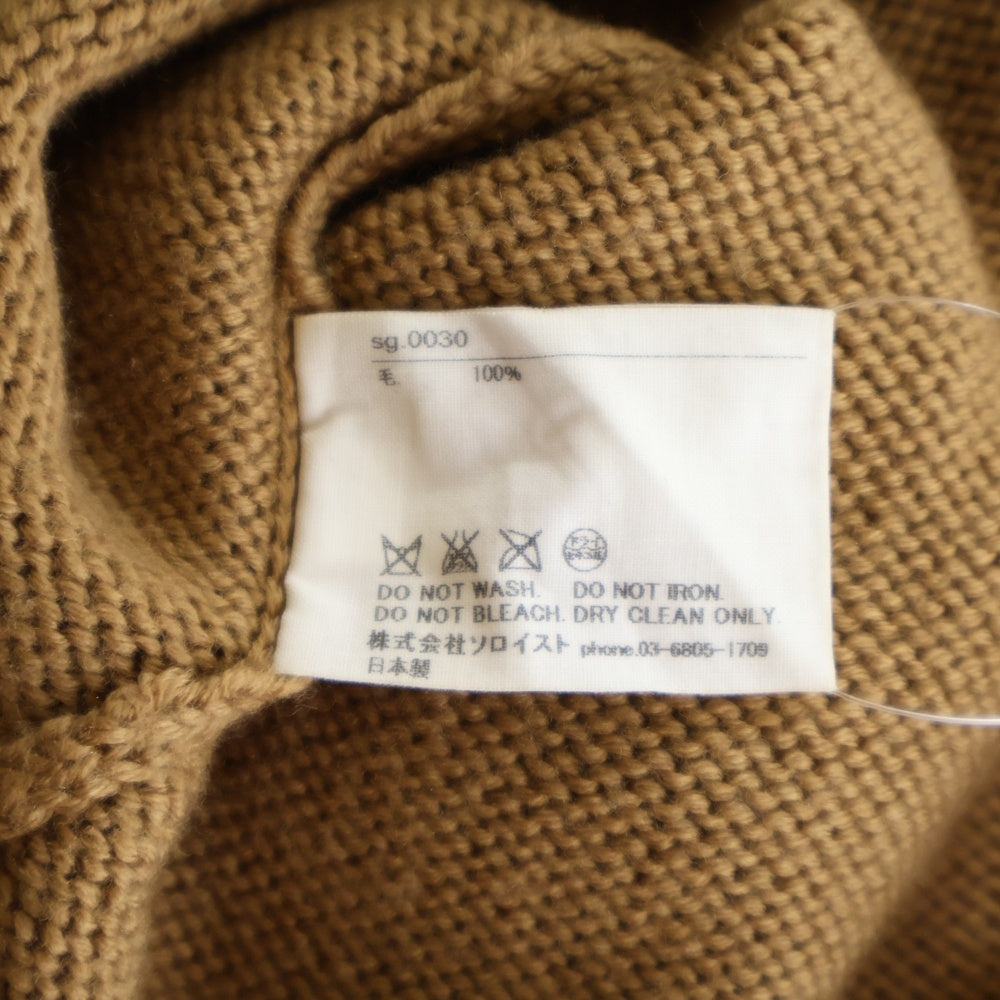 sg.0030
毛 100%
DO NOT WASH. DO NOT IRON.
DO NOT BLEACH. DRY CLEAN ONLY.
株式会社ソロイスト phone.03-6805-1709
日本製